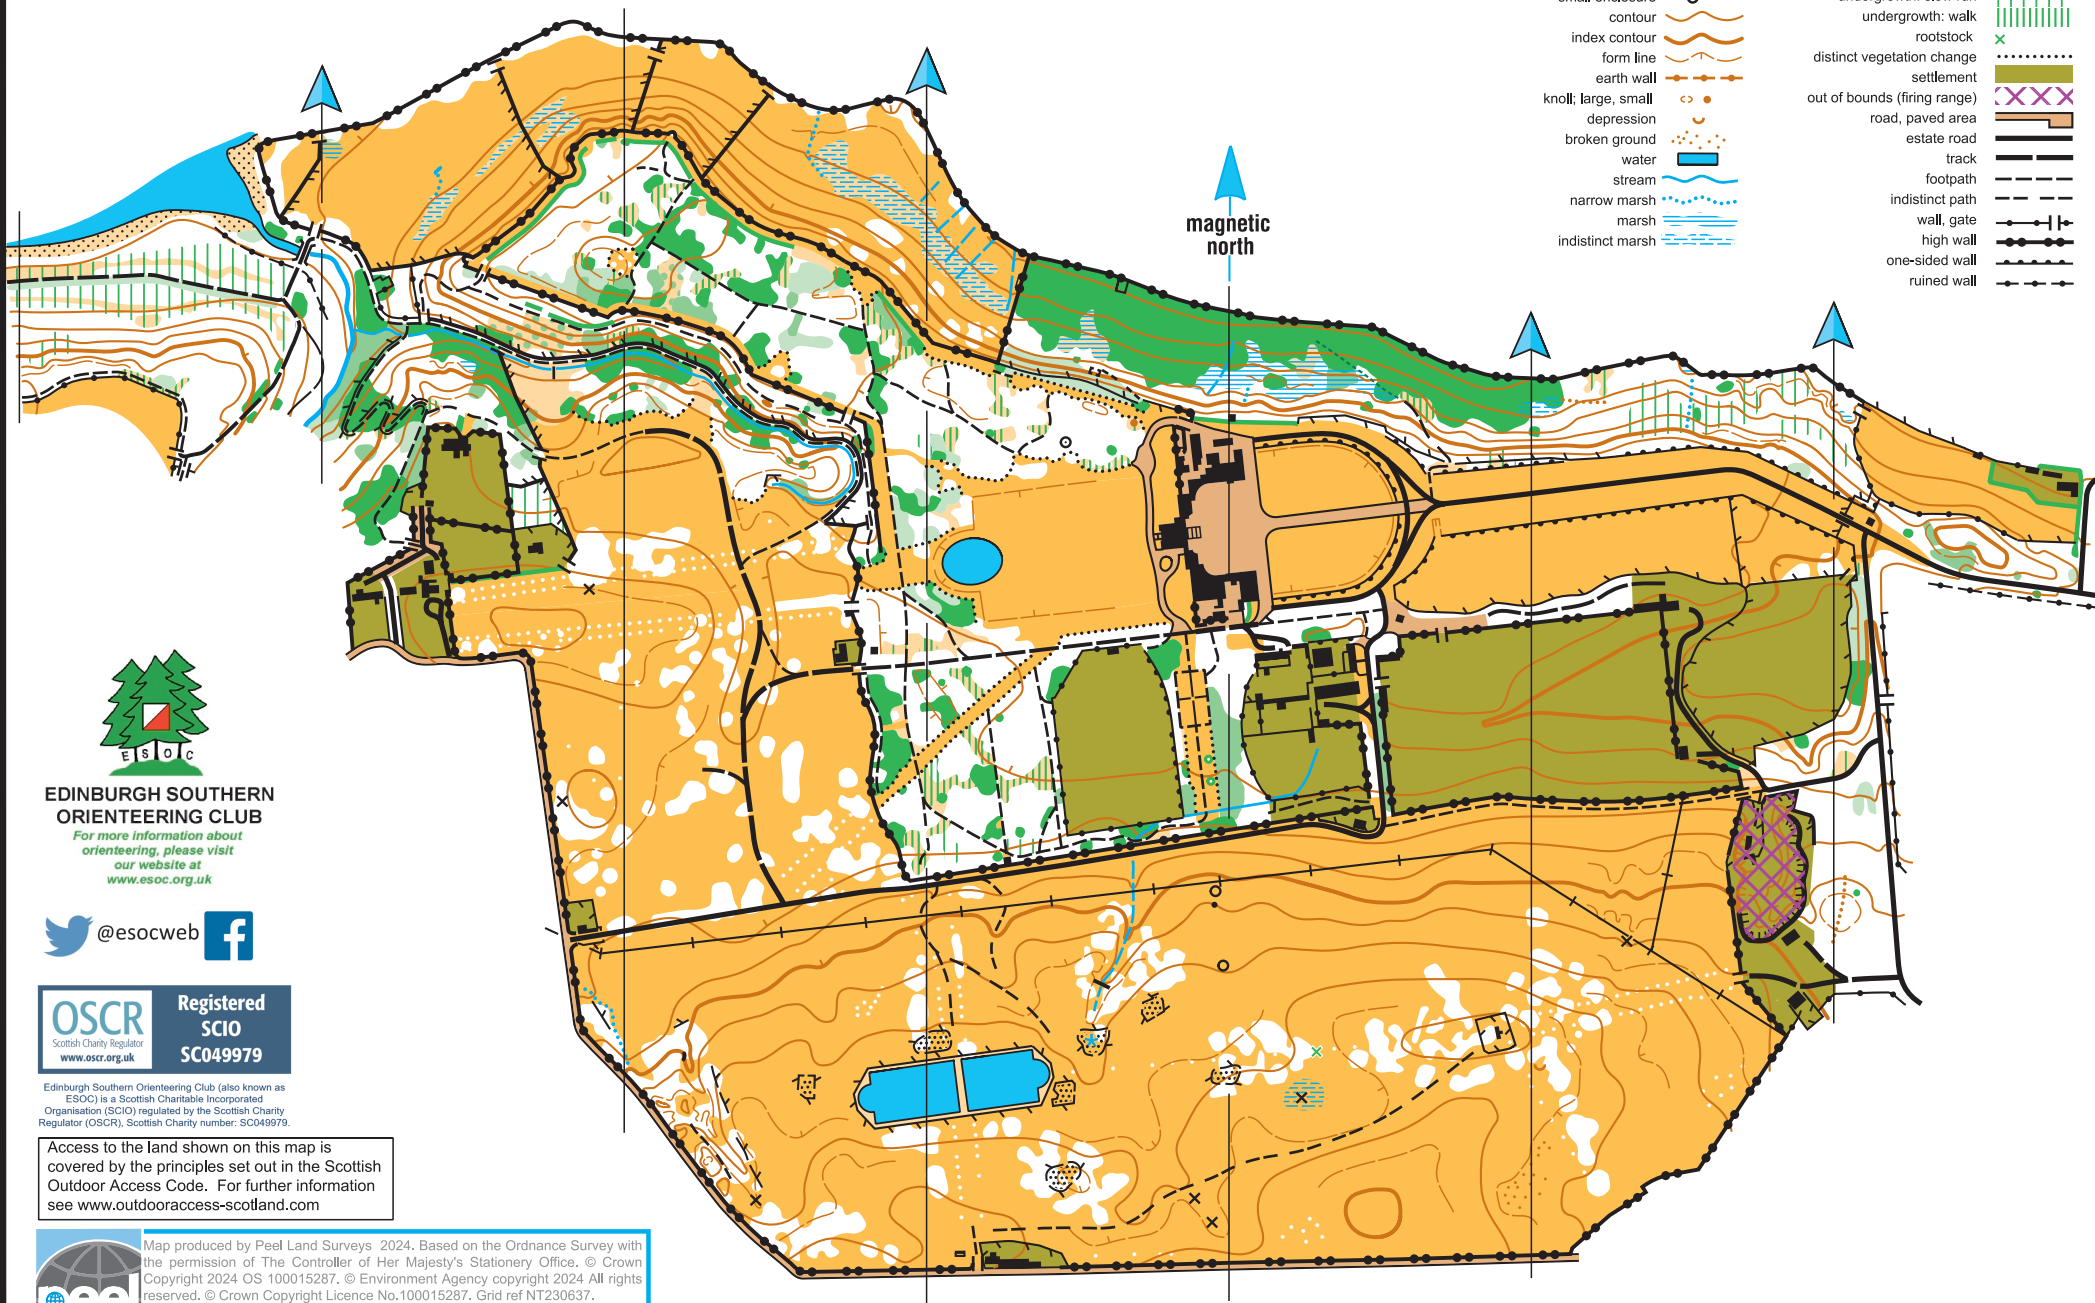 contour
index contour
form line
earth wall
knoll; large, small
depression
broken ground
water
stream
narrow marsh
marsh
indistinct marsh
undergrowth: walk
rootstock
distinct vegetation change
settlement
out of bounds (firing range)
road, paved area
estate road
track
footpath
indistinct path
wall, gate
high wall
one-sided wall
ruined wall
magnetic
north
E S O C
EDINBURGH SOUTHERN
ORIENTEERING CLUB
For more information about
orienteering, please visit
our website at
www.esoc.org.uk
@esocweb
OSCR
Scottish Charity Regulator
www.oscr.org.uk
Registered
SCIO
SC049979
Edinburgh Southern Orienteering Club (also known as
ESOC) is a Scottish Charitable Incorporated
Organisation (SCIO) regulated by the Scottish Charity
Regulator (OSCR), Scottish Charity number: SC049979.
Access to the land shown on this map is
covered by the principles set out in the Scottish
Outdoor Access Code. For further information
see www.outdooraccess-scotland.com
Map produced by Peel Land Surveys 2024. Based on the Ordnance Survey with
the permission of The Controller of Her Majesty's Stationery Office. © Crown
Copyright 2024 OS 100015287. © Environment Agency copyright 2024 All rights
reserved. © Crown Copyright Licence No.100015287. Grid ref NT230637.